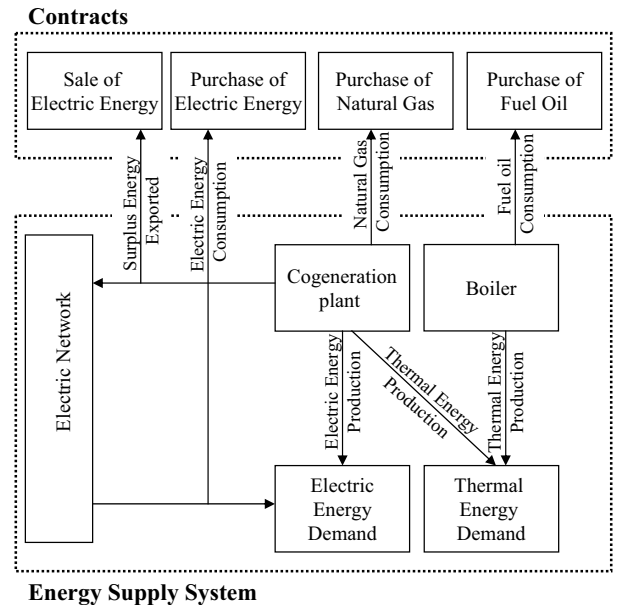 Contracts
Sale of
Electric Energy
Purchase of
Electric Energy
Purchase of
Natural Gas
Purchase of
Fuel Oil
Surplus Energy
Exported
Electric Energy
Consumption
Natural Gas
Consumption
Fuel oil
Consumption
Electric Network
Cogeneration
plant
Boiler
Electric Energy
Production
Thermal Energy
Production
Thermal Energy
Production
Electric
Energy
Demand
Thermal
Energy
Demand
Energy Supply System